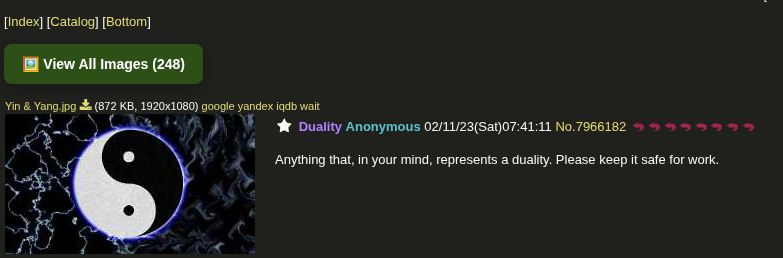 [Index] [Catalog] [Bottom]
View All Images (248)
Yin & Yang.jpg (872 KB, 1920x1080) google yandex iqdb wait
Duality Anonymous 02/11/23(Sat)07:41:11 No.7966182
Anything that, in your mind, represents a duality. Please keep it safe for work.